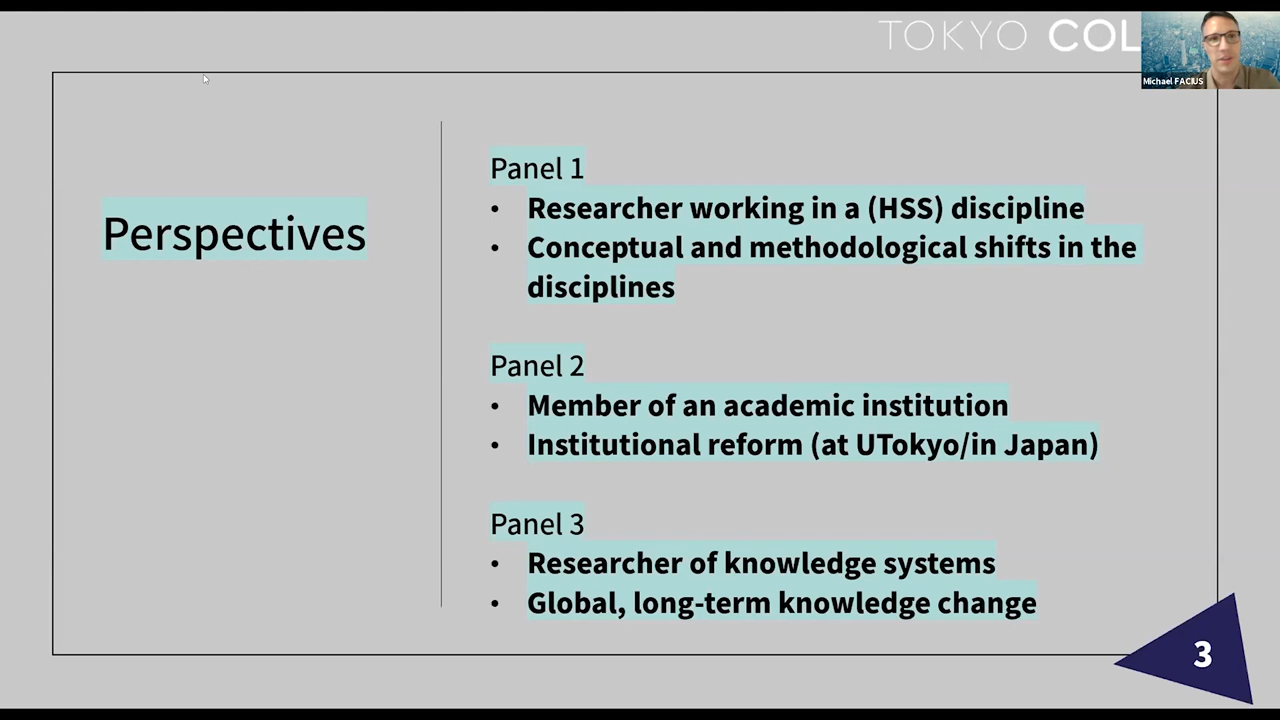 TOKYO COL
Michael FACIUS
Perspectives
Panel 1
• Researcher working in a (HSS) discipline
• Conceptual and methodological shifts in the
disciplines
Panel 2
• Member of an academic institution
• Institutional reform (at UTokyo/in Japan)
Panel 3
• Researcher of knowledge systems
• Global, long-term knowledge change
3